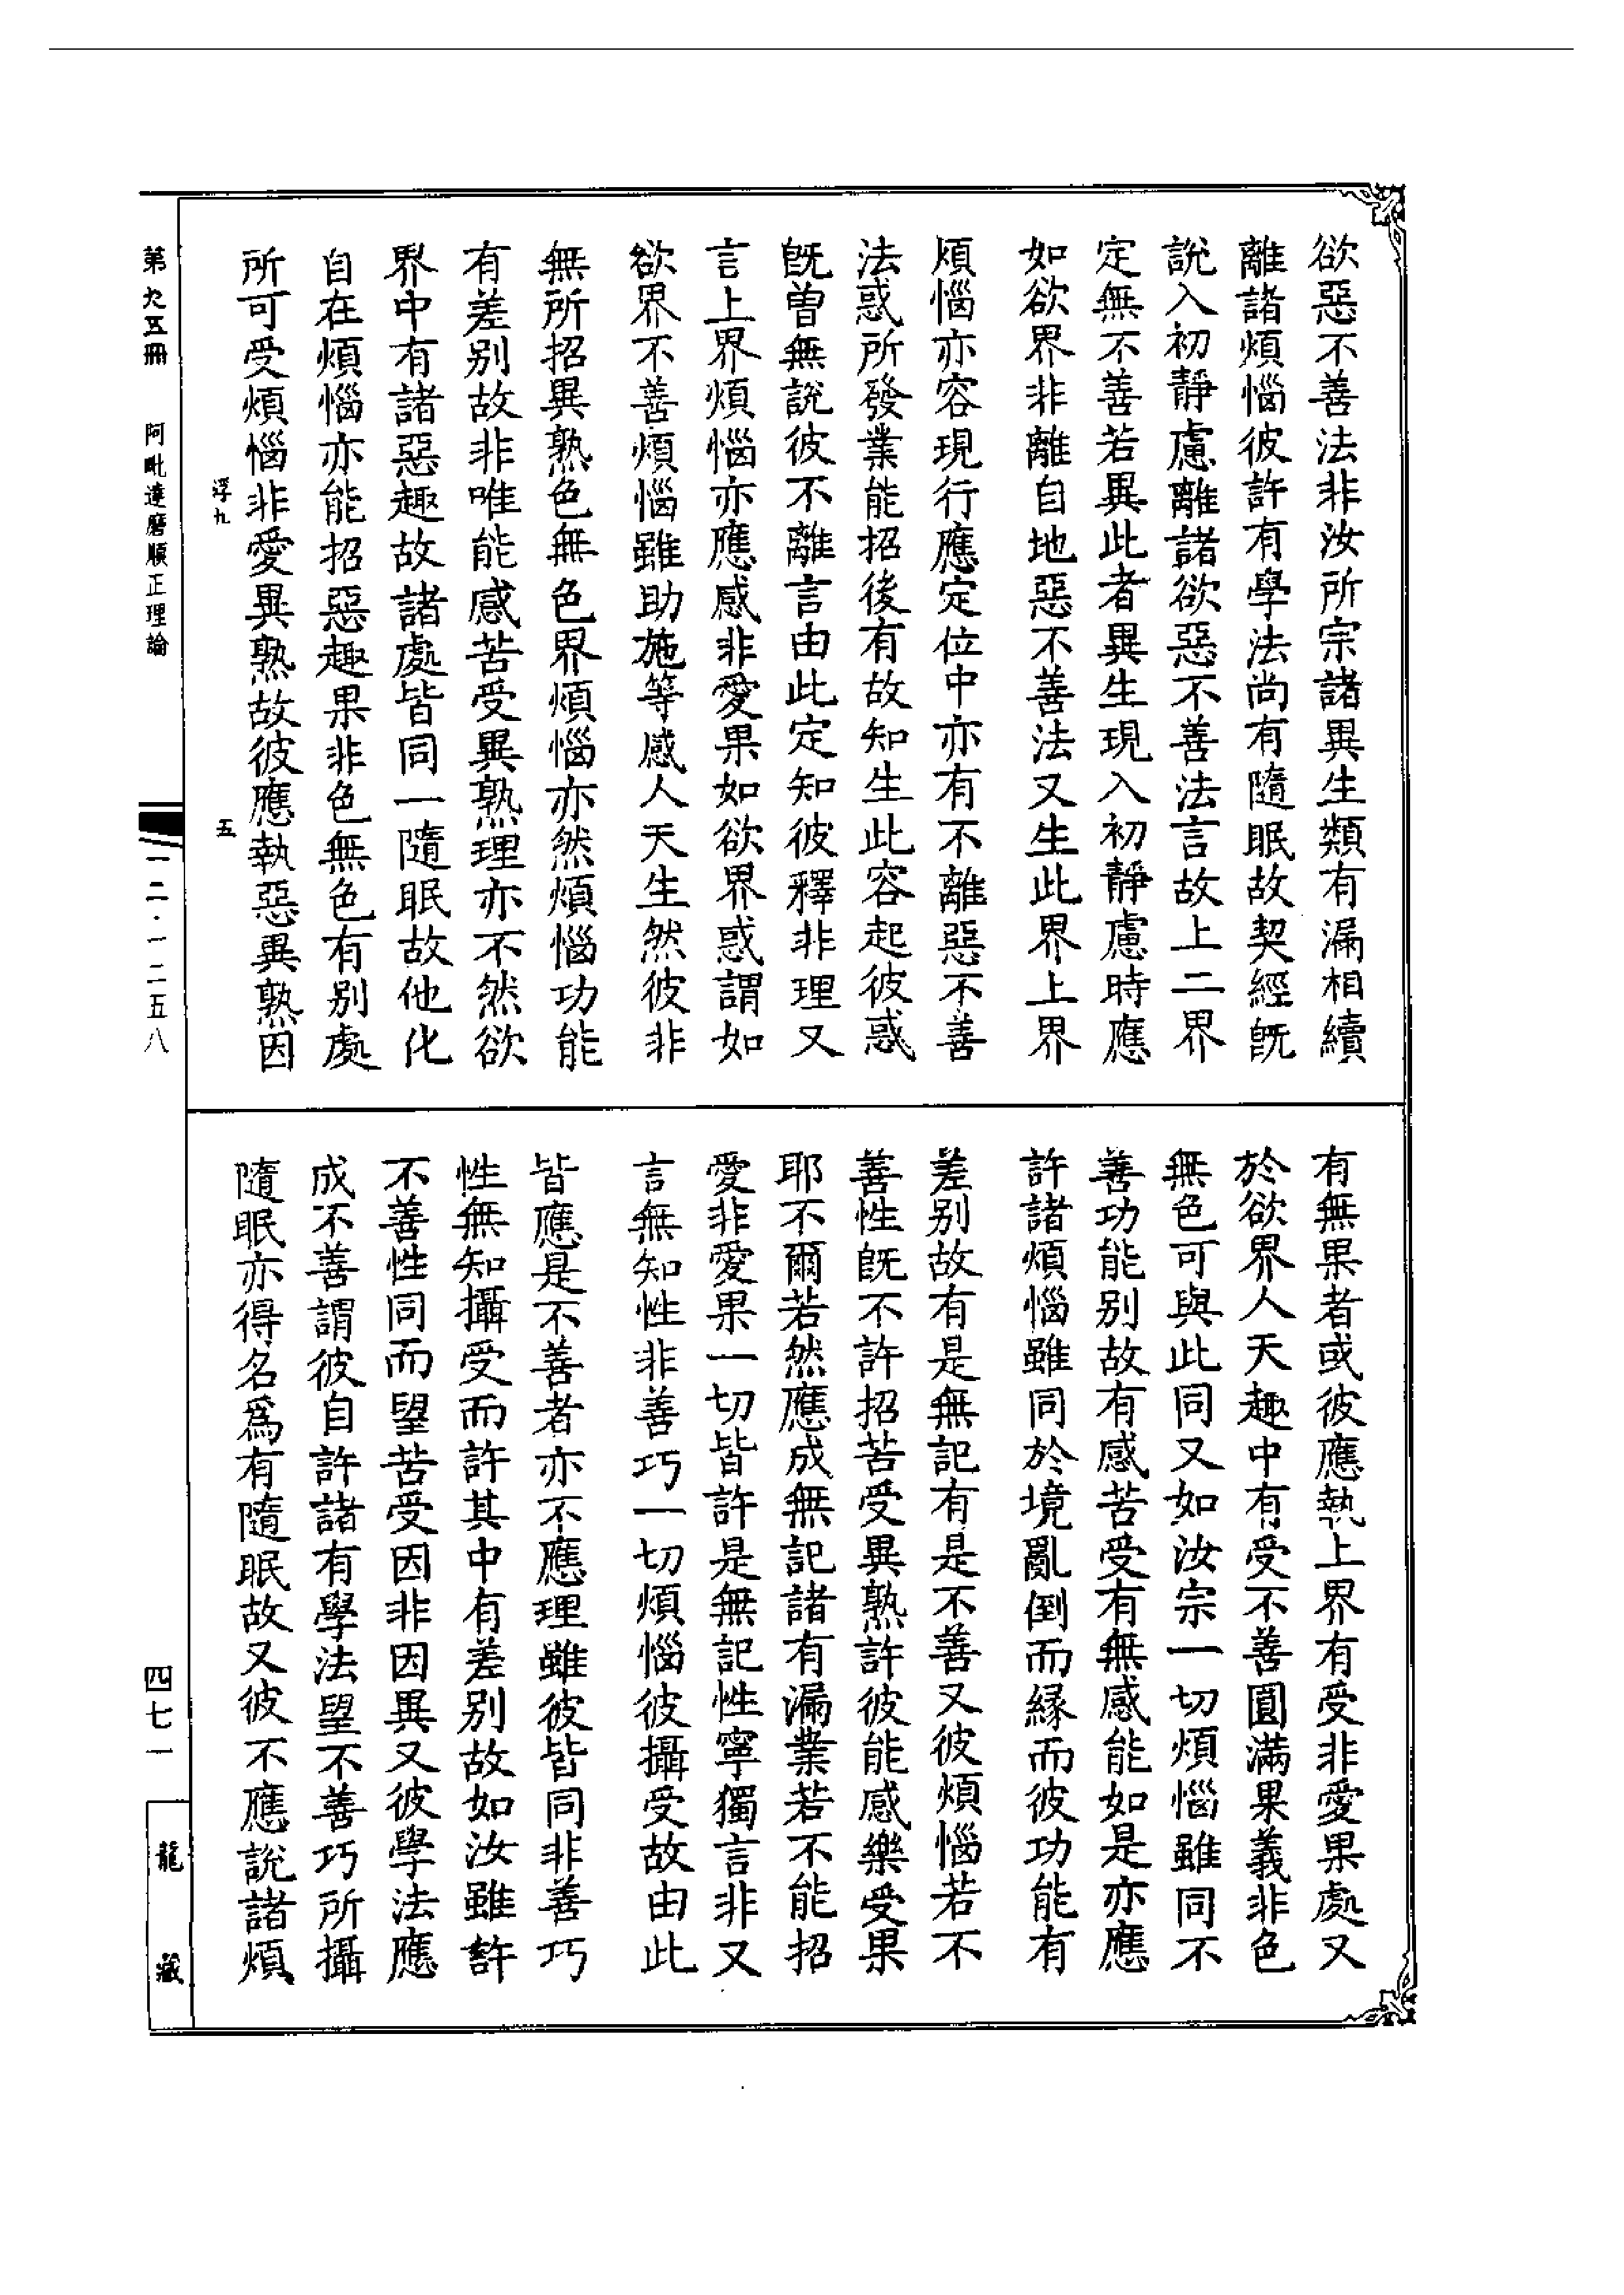 欲惡不善法非汝所宗諸異生類有漏相續
離諸煩惱彼許有學法尚有隨眠故契經旣
說入初靜慮離諸欲惡不善法言故上二界
定無不善若異此者異生現入初靜慮時應
如欲界非離自地惡不善法又生此界上界
煩惱亦容現行應定位中亦有不離惡不善
法惑所發業能招後有故知生此容起彼惑
旣曾無說彼不離言由此定知彼釋非理又
言上界煩惱亦應感非愛果如欲界惑謂如
欲界不善煩惱雖助施等感人天生然彼非
無所招異熟色無色界煩惱亦然煩惱功能
有差別故非唯能感苦受異熟理亦不然欲
界中有諸惡趣故諸處皆同一隨眠故他化
自在煩惱亦能招惡趣果非色無色有別處
所可受煩惱非愛異熟故彼應執惡異熟因
有無果者或彼應執上界有受非愛果處又
於欲界人天趣中有受不善圓滿果義非色
無色可與此同又如汝宗一切煩惱雖同不
善功能別故有感苦受有無感能如是亦應
許諸煩惱雖同於境亂倒而緣而彼功能有
差別故有是無記有是不善又彼煩惱若不
善性旣不許招苦受異熟許彼能感樂受果
耶不爾若然應成無記諸有漏業若不能招
愛非愛果一切皆許是無記性寧獨言非又
言無知性非善巧一切煩惱彼攝受故由此
皆應是不善者亦不應理雖彼皆同非善巧
性無知攝受而許其中有差別故如汝雖許
不善性同而望苦受因非因異又彼學法應
成不善謂彼自許諸有學法望不善巧所攝
隨眠亦得名爲有隨眠故又彼不應說諸煩
浮九
五
第九五冊
阿毗達磨順正理論
一二·一二五八
四七一
龍藏